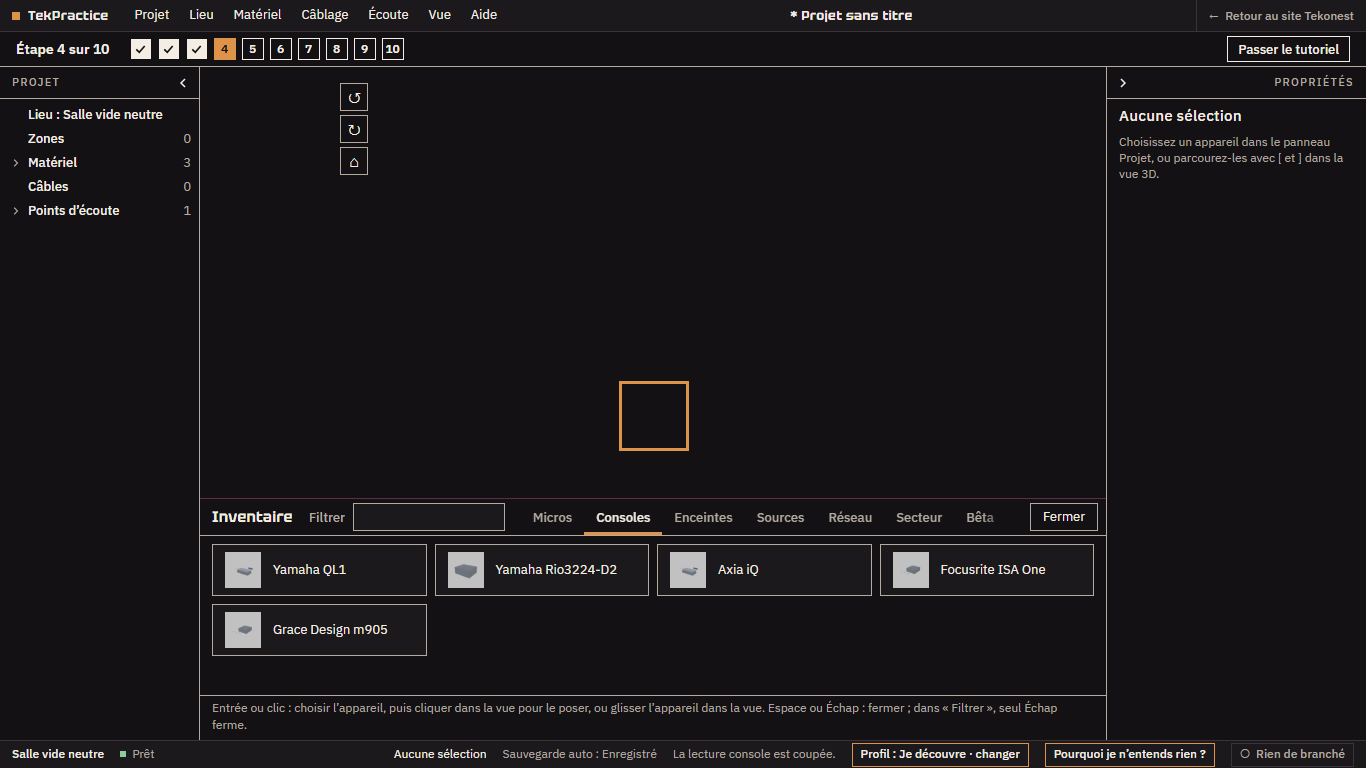 TekPractice Projet Lieu Matériel Câblage Écoute Vue Aide * Projet sans titre ← Retour au site Tekonest
Étape 4 sur 10 4 5 6 7 8 9 10 Passer le tutoriel
PROJET
Lieu : Salle vide neutre
Zones 0
Matériel 3
Câbles 0
Points d’écoute 1
PROPRIÉTÉS
Aucune sélection
Choisissez un appareil dans le panneau
Projet, ou parcourez-les avec [ et ] dans la
vue 3D.
Inventaire Filtrer Micros Consoles Enceintes Sources Réseau Secteur Bêta Fermer
Yamaha QL1 Yamaha Rio3224-D2 Axia iQ Focusrite ISA One
Grace Design m905
Entrée ou clic : choisir l’appareil, puis cliquer dans la vue pour le poser, ou glisser l’appareil dans la vue. Espace ou Échap : fermer ; dans « Filtrer », seul Échap
ferme.
Salle vide neutre Prêt Aucune sélection Sauvegarde auto : Enregistré La lecture console est coupée. Profil : Je découvre · changer Pourquoi je n’entends rien ? Rien de branché